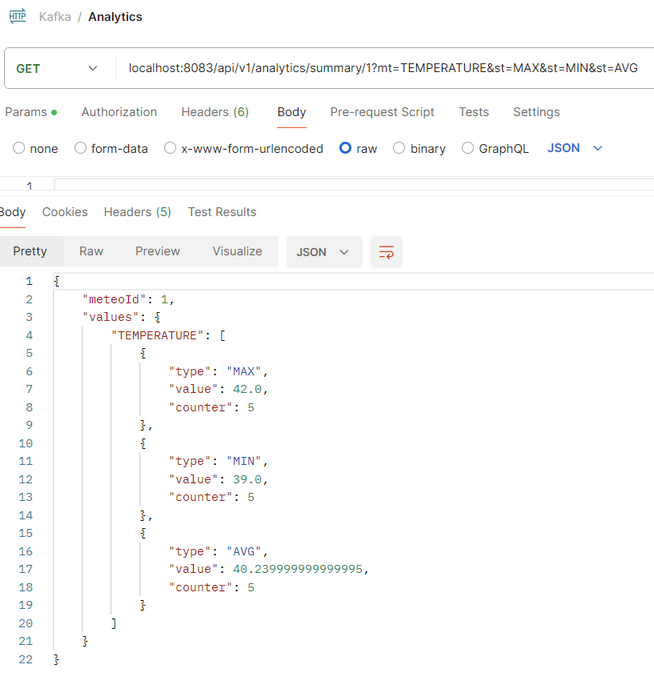 HTTP Kafka / Analytics
GET localhost:8083/api/v1/analytics/summary/1?mt=TEMPERATURE&st=MAX&st=MIN&st=AVG
Params Authorization Headers (6) Body Pre-request Script Tests Settings
none form-data x-www-form-urlencoded raw binary GraphQL JSON
1
Body Cookies Headers (5) Test Results
Pretty Raw Preview Visualize JSON
1 {
2 "meteoId": 1,
3 "values": {
4 "TEMPERATURE": [
5 {
6 "type": "MAX",
7 "value": 42.0,
8 "counter": 5
9 },
10 {
11 "type": "MIN",
12 "value": 39.0,
13 "counter": 5
14 },
15 {
16 "type": "AVG",
17 "value": 40.239999999999995,
18 "counter": 5
19 }
20 ]
21 }
22 }